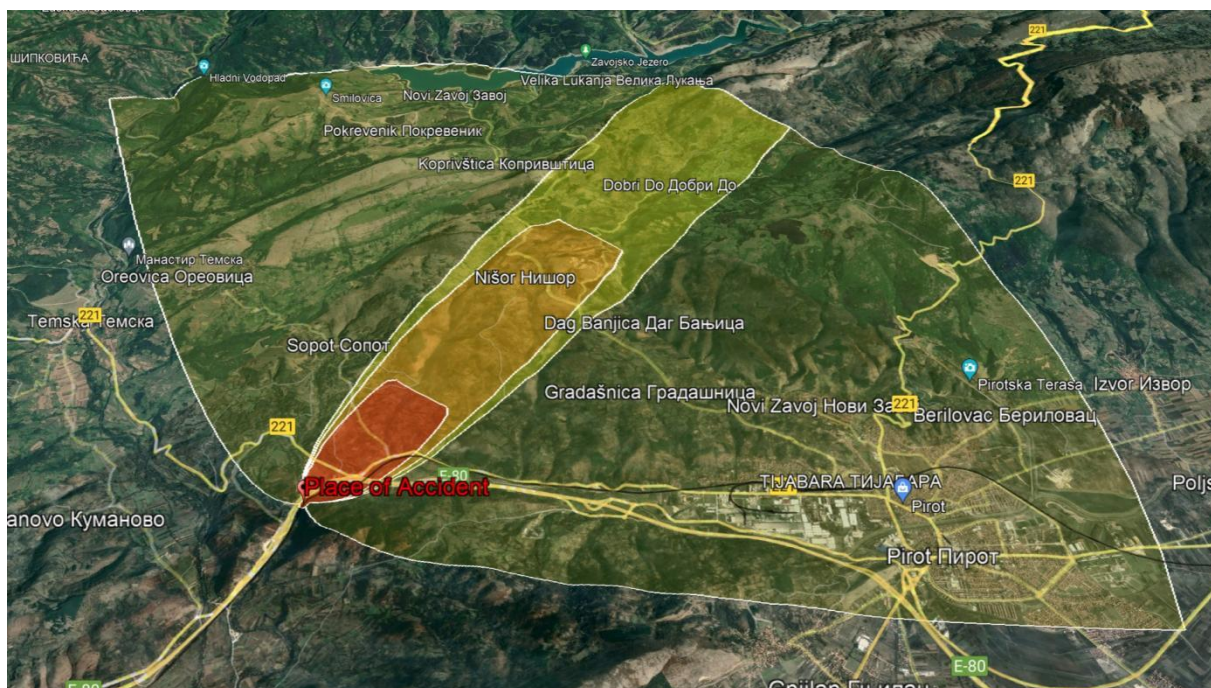 ШИПКОВИЋА
221
Hladni Vodopad
Zavojsko Jezero
Smilovica
Novi Zavoj Завој
Velika Lukanja Велика Лукања
Pokrevenik Покревеник
Koprivštica Копривштица
221
Dobri Do Добри До
Манастир Темска
Oreovica Ореовица
Nišor Нишор
Temska Темска
221
Dag Banjica Даг Бањица
Sopot Сопот
Pirotska Terasa
Izvor Извор
Gradašnica Градашница
Novi Zavoj Нови
221
Berilovac Бериловац
221
E-80
Place of Accident
TIJABARA ТИЈАБАРА
Pirot
anovo Куманово
Pirot Пирот
E-80
E-80